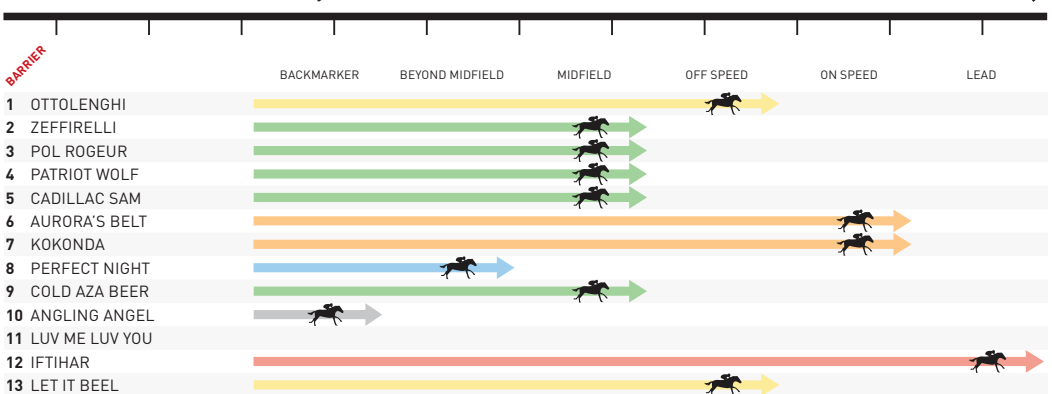 BARRIER
BACKMARKER BEYOND MIDFIELD MIDFIELD OFF SPEED ON SPEED LEAD
1 OTTOLENGHI
2 ZEFFIRELLI
3 POL ROGEUR
4 PATRIOT WOLF
5 CADILLAC SAM
6 AURORA'S BELT
7 KOKONDA
8 PERFECT NIGHT
9 COLD AZA BEER
10 ANGLING ANGEL
11 LUV ME LUV YOU
12 IFTIHAR
13 LET IT BEEL